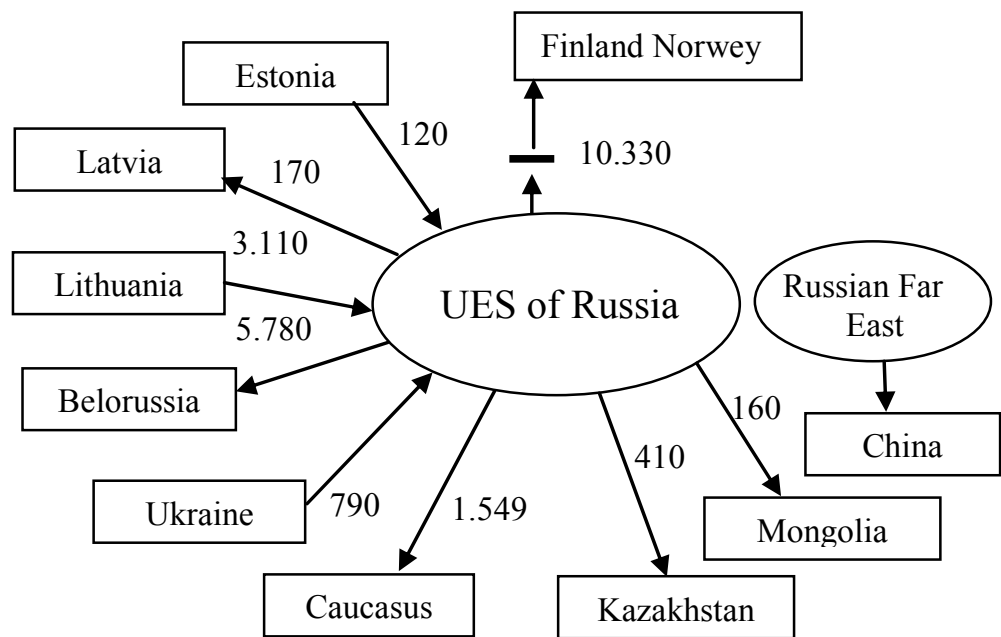 Finland Norwey
Estonia
120
10.330
Latvia
170
3.110
Lithuania
UES of Russia
Russian Far
East
5.780
Belorussia
160
China
410
Ukraine
790
1.549
Mongolia
Caucasus
Kazakhstan